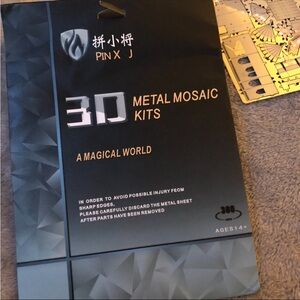 拼小将
PIN X J
3D METAL MOSAIC
KITS
A MAGICAL WORLD
IN ORDER TO AVOID POSSIBLE INJURY FEOM
SHARP EDGES,
PLEASE CAREFULLY DISCARD THE METAL SHEET
AFTER PARTS HAVE BEEN REMOVED
360
AGES14+